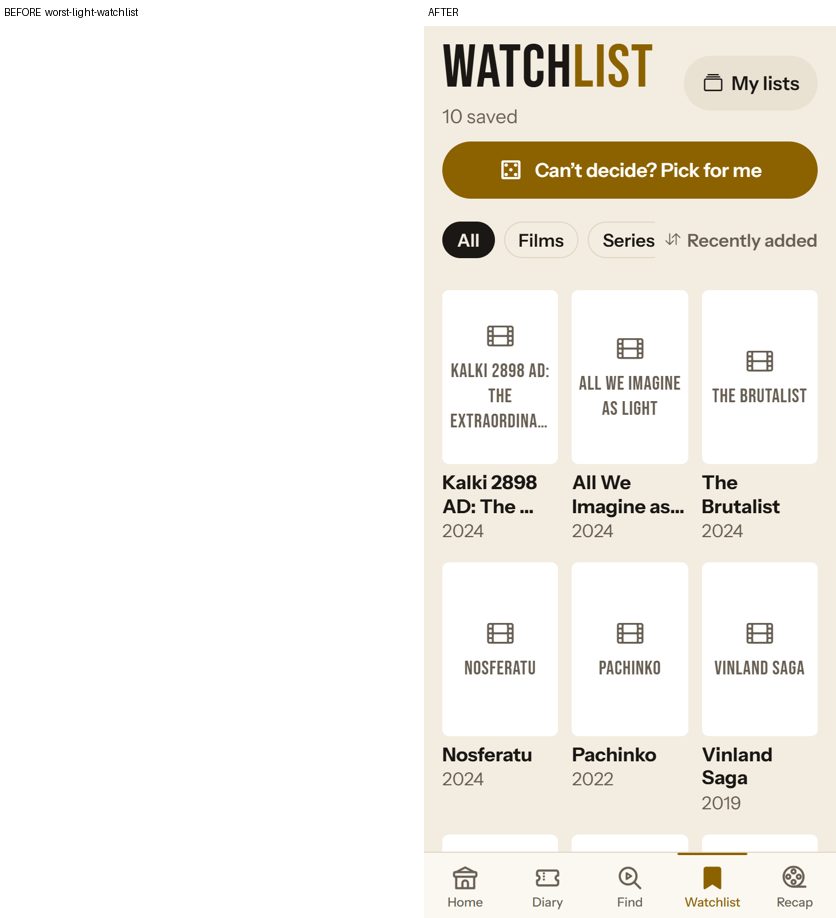 BEFORE worst-light-watchlist
AFTER
WATCHLIST
My lists
10 saved
Can’t decide? Pick for me
All
Films
Series
Recently added
KALKI 2898 AD:
THE
EXTRAORDINA…
ALL WE IMAGINE
AS LIGHT
THE BRUTALIST
Kalki 2898
AD: The …
2024
All We
Imagine as…
2024
The
Brutalist
2024
NOSFERATU
PACHINKO
VINLAND SAGA
Nosferatu
2024
Pachinko
2022
Vinland
Saga
2019
Home
Diary
Find
Watchlist
Recap